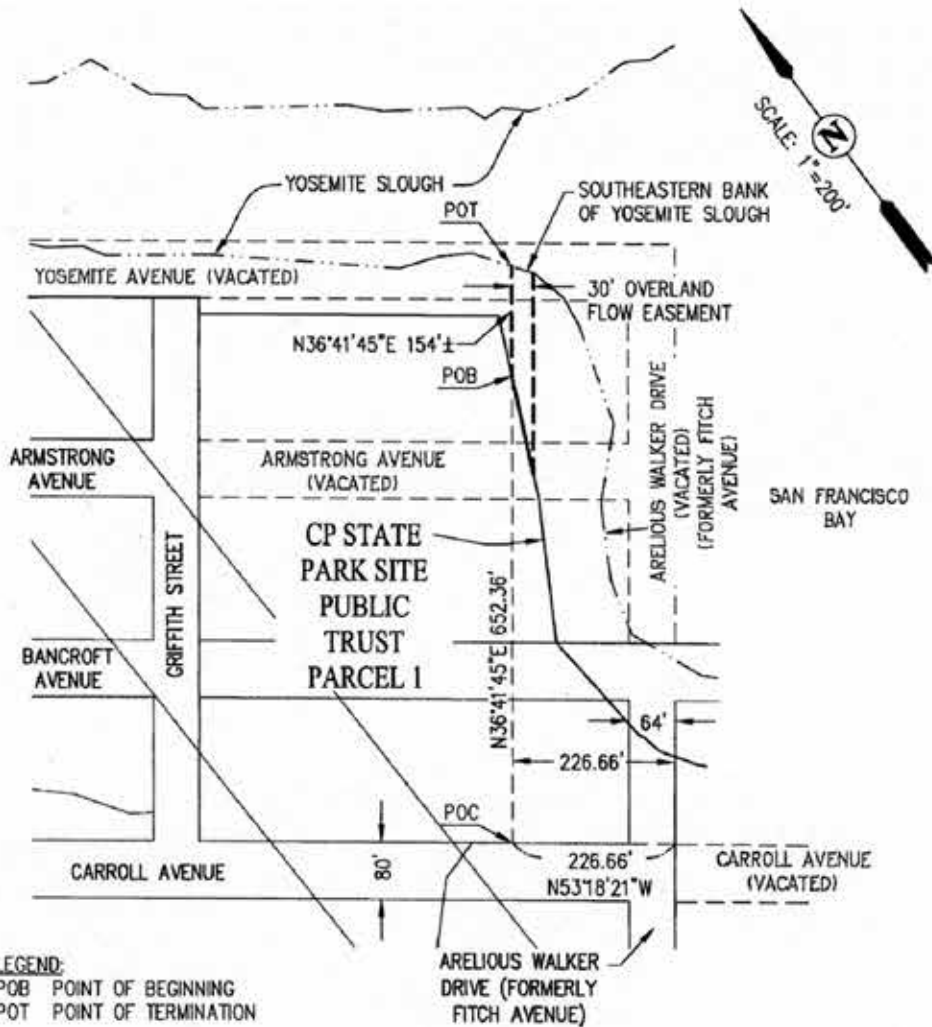 SCALE: 1"=200'
N
YOSEMITE SLOUGH
SOUTHEASTERN BANK
OF YOSEMITE SLOUGH
POT
YOSEMITE AVENUE (VACATED)
30' OVERLAND
FLOW EASEMENT
N36°41'45"E 154'±
POB
ARMSTRONG
AVENUE
ARMSTRONG AVENUE
(VACATED)
ARELIOUS WALKER DRIVE
(VACATED)
(FORMERLY FITCH
AVENUE)
SAN FRANCISCO
BAY
CP STATE
PARK SITE
PUBLIC
TRUST
PARCEL 1
GRIFFITH STREET
N36°41'45"E 652.36'
BANCROFT
AVENUE
64'
226.66'
POC
CARROLL AVENUE
80'
226.66'
N53°18'21"W
CARROLL AVENUE
(VACATED)
LEGEND:
POB POINT OF BEGINNING
POT POINT OF TERMINATION
ARELIOUS WALKER
DRIVE (FORMERLY
FITCH AVENUE)